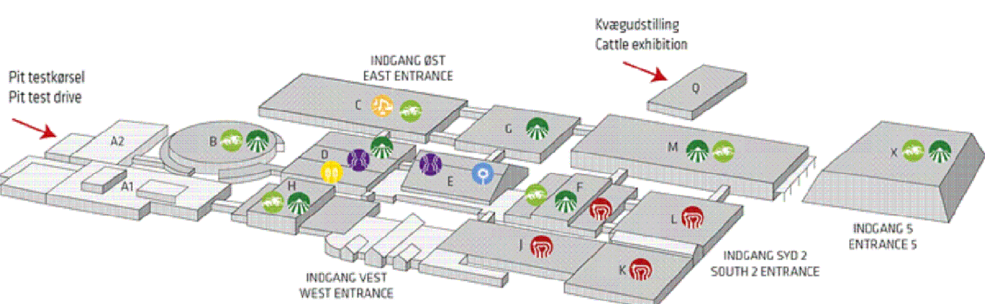 Kvægudstilling
Cattle exhibition
INDGANG ØST
EAST ENTRANCE
Pit testkørsel
Pit test drive
Q
C
G
A2
B
D
M
X
E
H
A1
F
L
J
K
INDGANG 5
ENTRANCE 5
INDGANG SYD 2
SOUTH 2 ENTRANCE
INDGANG VEST
WEST ENTRANCE